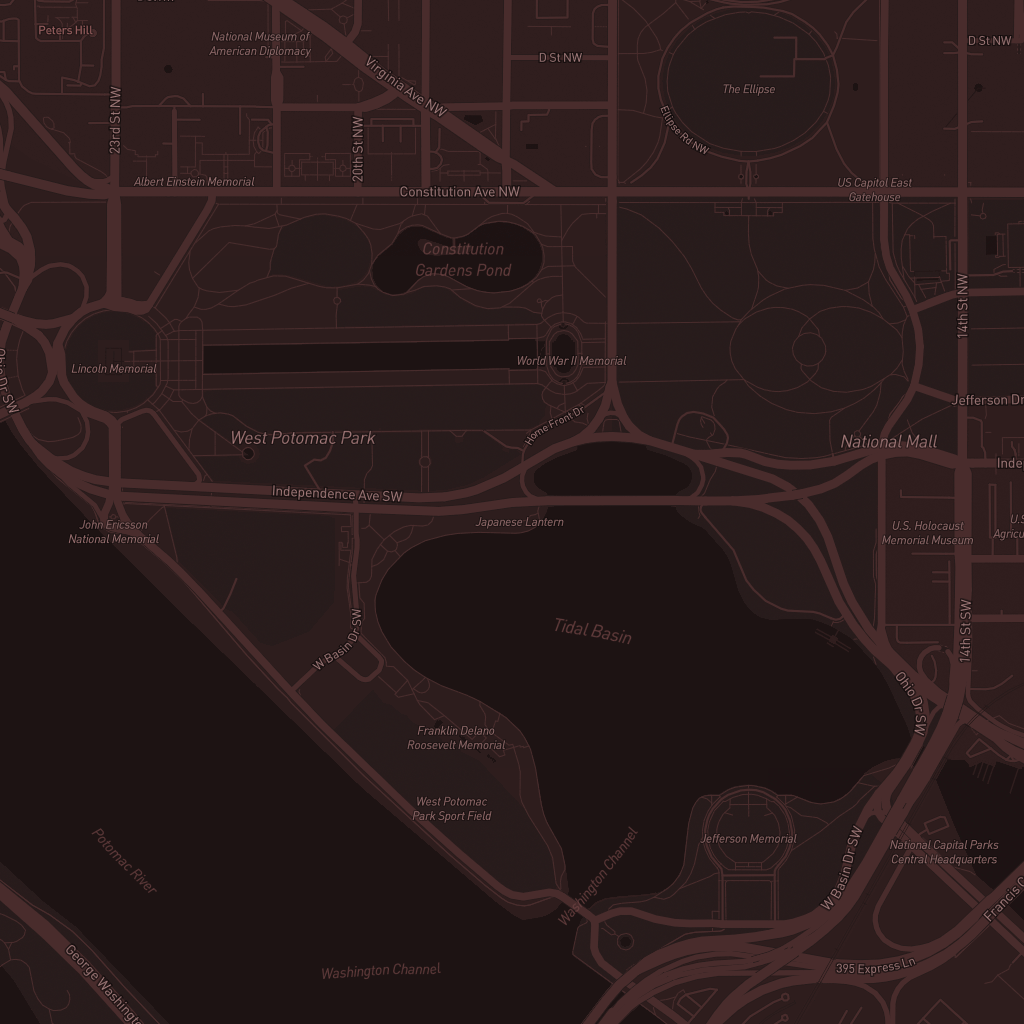 Peters Hill
National Museum of
American Diplomacy
Virginia Ave NW
D St NW
D St NW
The Ellipse
23rd St NW
20th St NW
Ellipse Rd NW
Albert Einstein Memorial
Constitution Ave NW
US Capitol East
Gatehouse
Constitution
Gardens Pond
14th St NW
World War II Memorial
Lincoln Memorial
Ohio Dr SW
Jefferson Dr
Home Front Dr
West Potomac Park
National Mall
Inde
Independence Ave SW
John Ericsson
National Memorial
Japanese Lantern
U.S. Holocaust
Memorial Museum
U.S
Agricu
Tidal Basin
W Basin Dr SW
14th St SW
Ohio Dr SW
Franklin Delano
Roosevelt Memorial
West Potomac
Park Sport Field
Potomac River
Washington Channel
Jefferson Memorial
W Basin Dr SW
National Capital Parks
Central Headquarters
Francis C
George Washingto
Washington Channel
395 Express Ln